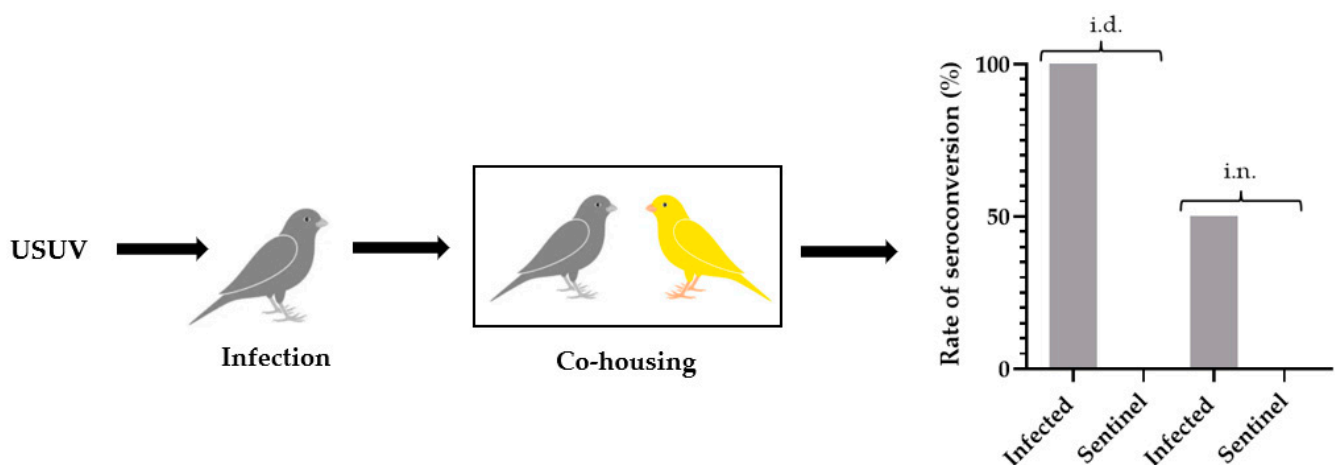 USUV
Infection
Co-housing
Rate of seroconversion (%)
100
50
0
i.d.
i.n.
Infected
Sentinel
Infected
Sentinel